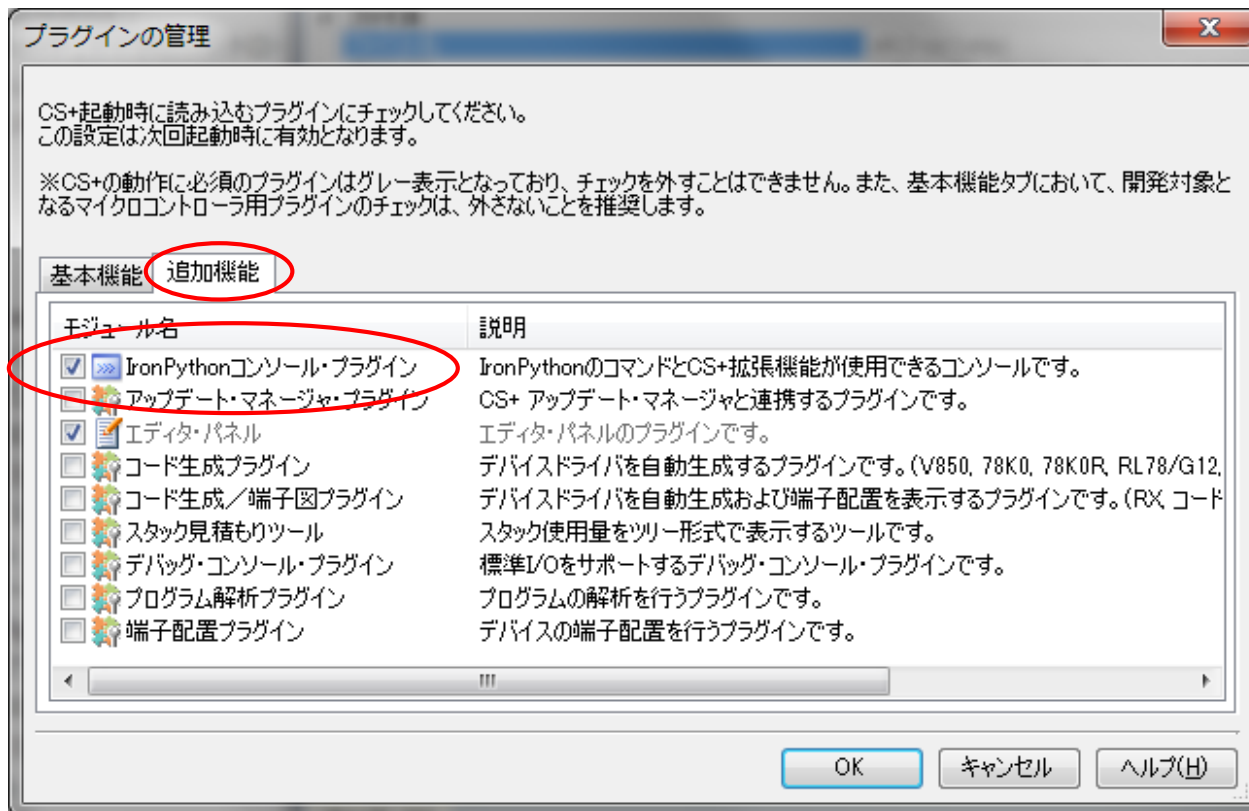 プラグインの管理
CS+起動時に読み込むプラグインにチェックしてください。
この設定は次回起動時に有効となります。
※CS+の動作に必須のプラグインはグレー表示となっており、チェックを外すことはできません。また、基本機能タブにおいて、開発対象と
なるマイクロコントローラ用プラグインのチェックは、外さないことを推奨します。
基本機能 追加機能
モジュール名 説明
IronPythonコンソール・プラグイン IronPythonのコマンドとCS+拡張機能が使用できるコンソールです。
アップデート・マネージャ・プラグイン CS+ アップデート・マネージャと連携するプラグインです。
エディタ・パネル エディタ・パネルのプラグインです。
コード生成プラグイン デバイスドライバを自動生成するプラグインです。(V850, 78K0, 78K0R, RL78/G12,
コード生成／端子図プラグイン デバイスドライバを自動生成および端子配置を表示するプラグインです。(RX, コード
スタック見積もりツール スタック使用量をツリー形式で表示するツールです。
デバッグ・コンソール・プラグイン 標準I/Oをサポートするデバッグ・コンソール・プラグインです。
プログラム解析プラグイン プログラムの解析を行うプラグインです。
端子配置プラグイン デバイスの端子配置を行うプラグインです。
OK キャンセル ヘルプ(H)